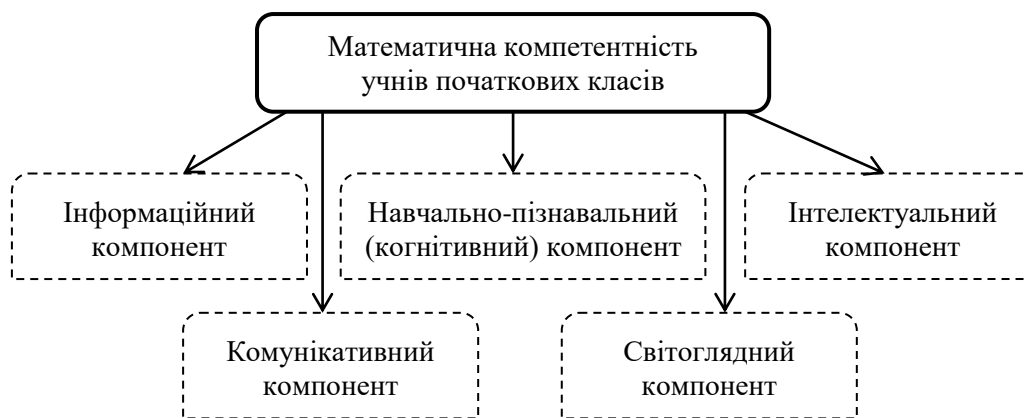 Математична компетентність
учнів початкових класів
Інформаційний
компонент
Навчально-пізнавальний
(когнітивний) компонент
Інтелектуальний
компонент
Комунікативний
компонент
Світоглядний
компонент